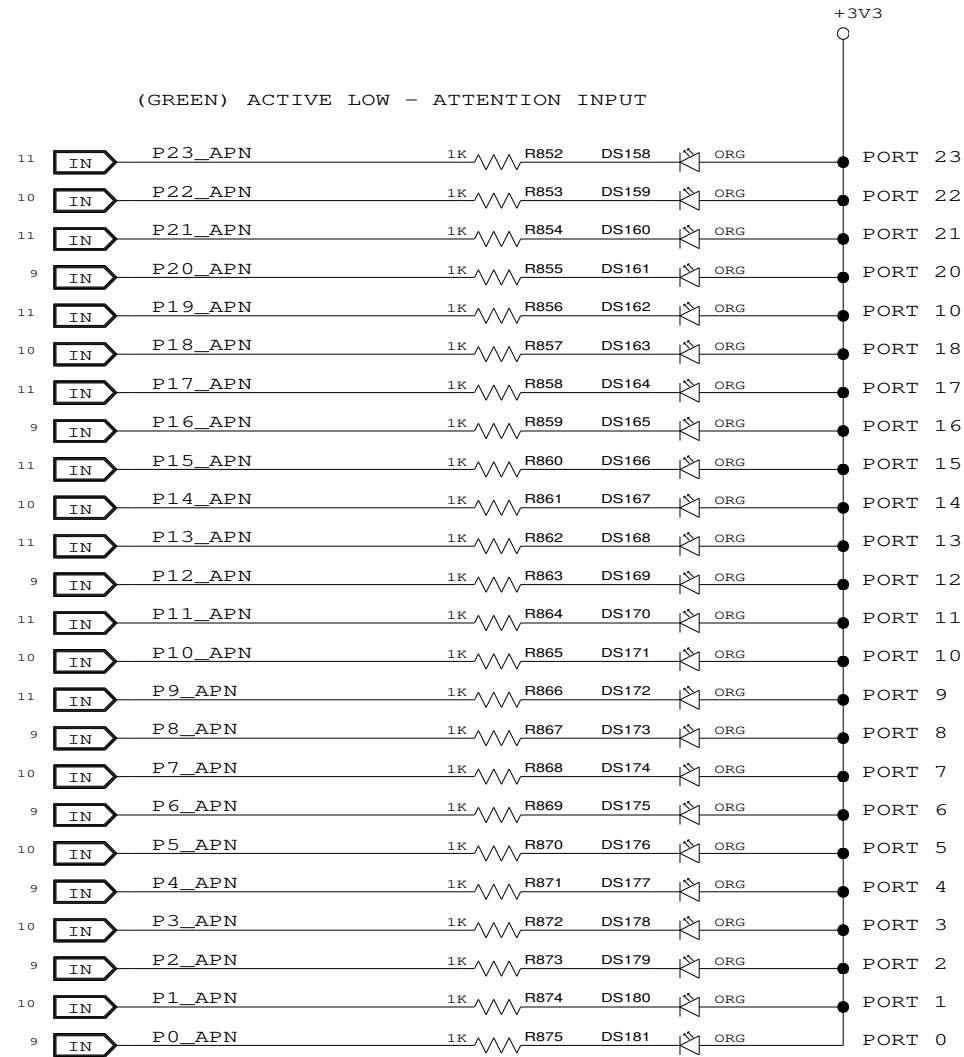 +3V3
(GREEN) ACTIVE LOW - ATTENTION INPUT
11 IN P23_APN 1K R852 DS158 ORG PORT 23
10 IN P22_APN 1K R853 DS159 ORG PORT 22
11 IN P21_APN 1K R854 DS160 ORG PORT 21
9 IN P20_APN 1K R855 DS161 ORG PORT 20
11 IN P19_APN 1K R856 DS162 ORG PORT 10
10 IN P18_APN 1K R857 DS163 ORG PORT 18
11 IN P17_APN 1K R858 DS164 ORG PORT 17
9 IN P16_APN 1K R859 DS165 ORG PORT 16
11 IN P15_APN 1K R860 DS166 ORG PORT 15
10 IN P14_APN 1K R861 DS167 ORG PORT 14
11 IN P13_APN 1K R862 DS168 ORG PORT 13
9 IN P12_APN 1K R863 DS169 ORG PORT 12
11 IN P11_APN 1K R864 DS170 ORG PORT 11
10 IN P10_APN 1K R865 DS171 ORG PORT 10
11 IN P9_APN 1K R866 DS172 ORG PORT 9
9 IN P8_APN 1K R867 DS173 ORG PORT 8
10 IN P7_APN 1K R868 DS174 ORG PORT 7
9 IN P6_APN 1K R869 DS175 ORG PORT 6
10 IN P5_APN 1K R870 DS176 ORG PORT 5
9 IN P4_APN 1K R871 DS177 ORG PORT 4
10 IN P3_APN 1K R872 DS178 ORG PORT 3
9 IN P2_APN 1K R873 DS179 ORG PORT 2
10 IN P1_APN 1K R874 DS180 ORG PORT 1
9 IN P0_APN 1K R875 DS181 ORG PORT 0